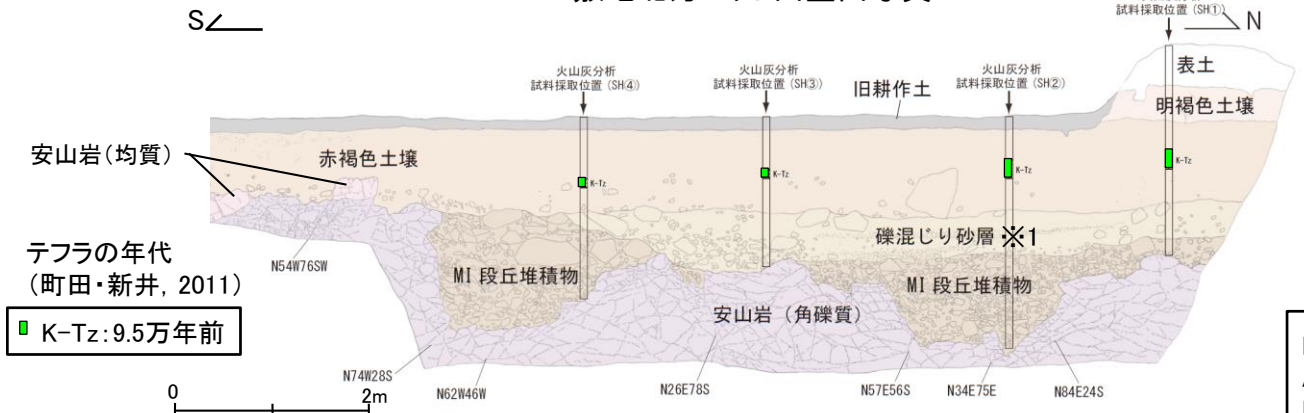 S
N
試料採取位置 (SH①)
火山灰分析
試料採取位置 (SH④)
火山灰分析
試料採取位置 (SH③)
旧耕作土
火山灰分析
試料採取位置 (SH②)
表土
明褐色土壌
安山岩(均質)
赤褐色土壌
K-Tz
K-Tz
K-Tz
K-Tz
礫混じり砂層 ※1
テフラの年代
(町田・新井, 2011)
K-Tz:9.5万年前
N54W76SW
MⅠ段丘堆積物
MⅠ段丘堆積物
安山岩 (角礫質)
N74W28S
N62W46W
N26E78S
N57E56S
N34E75E
N84E24S
0
2m